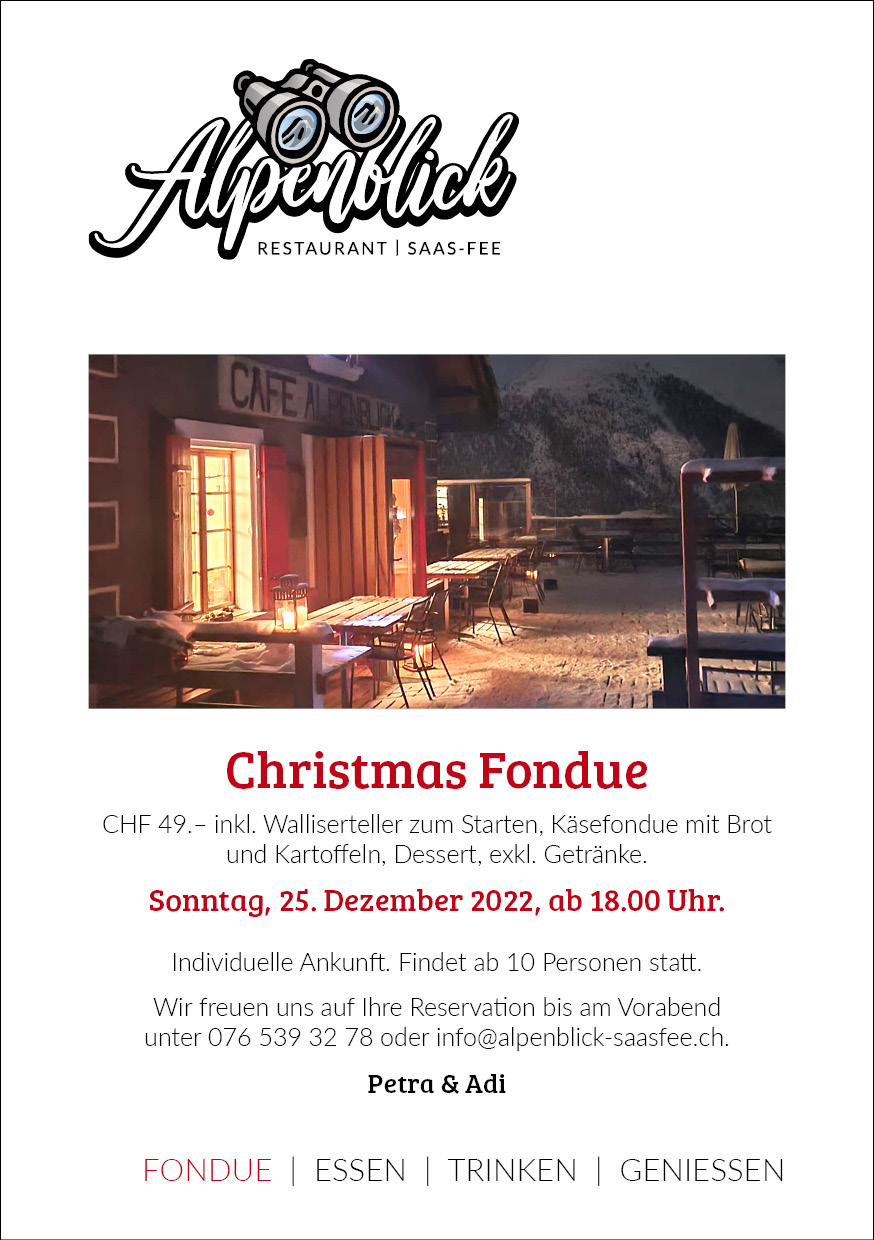 Alpenblick
RESTAURANT | SAAS-FEE
CAFE ALPENBLICK
Christmas Fondue
CHF 49.– inkl. Walliserteller zum Starten, Käsefondue mit Brot
und Kartoffeln, Dessert, exkl. Getränke.
Sonntag, 25. Dezember 2022, ab 18.00 Uhr.
Individuelle Ankunft. Findet ab 10 Personen statt.
Wir freuen uns auf Ihre Reservation bis am Vorabend
unter 076 539 32 78 oder info@alpenblick-saasfee.ch.
Petra & Adi
FONDUE | ESSEN | TRINKEN | GENIESSEN